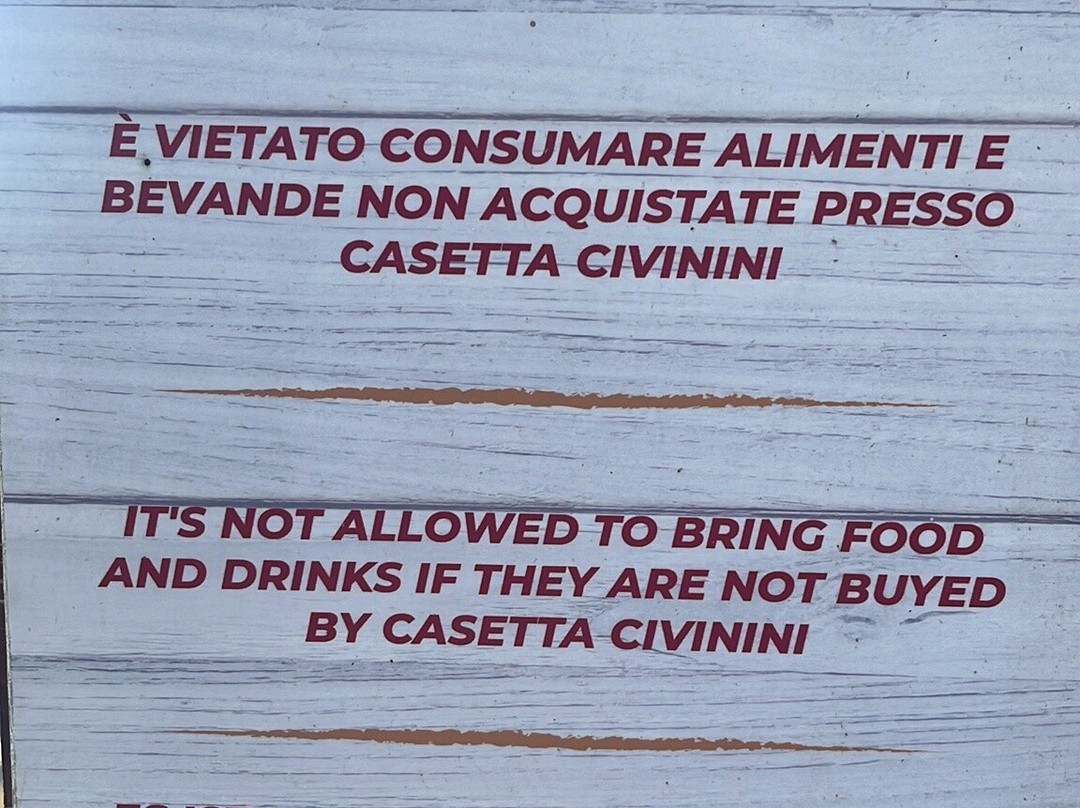 È VIETATO CONSUMARE ALIMENTI E
BEVANDE NON ACQUISTATE PRESSO
CASETTA CIVININI
IT'S NOT ALLOWED TO BRING FOOD
AND DRINKS IF THEY ARE NOT BUYED
BY CASETTA CIVININI